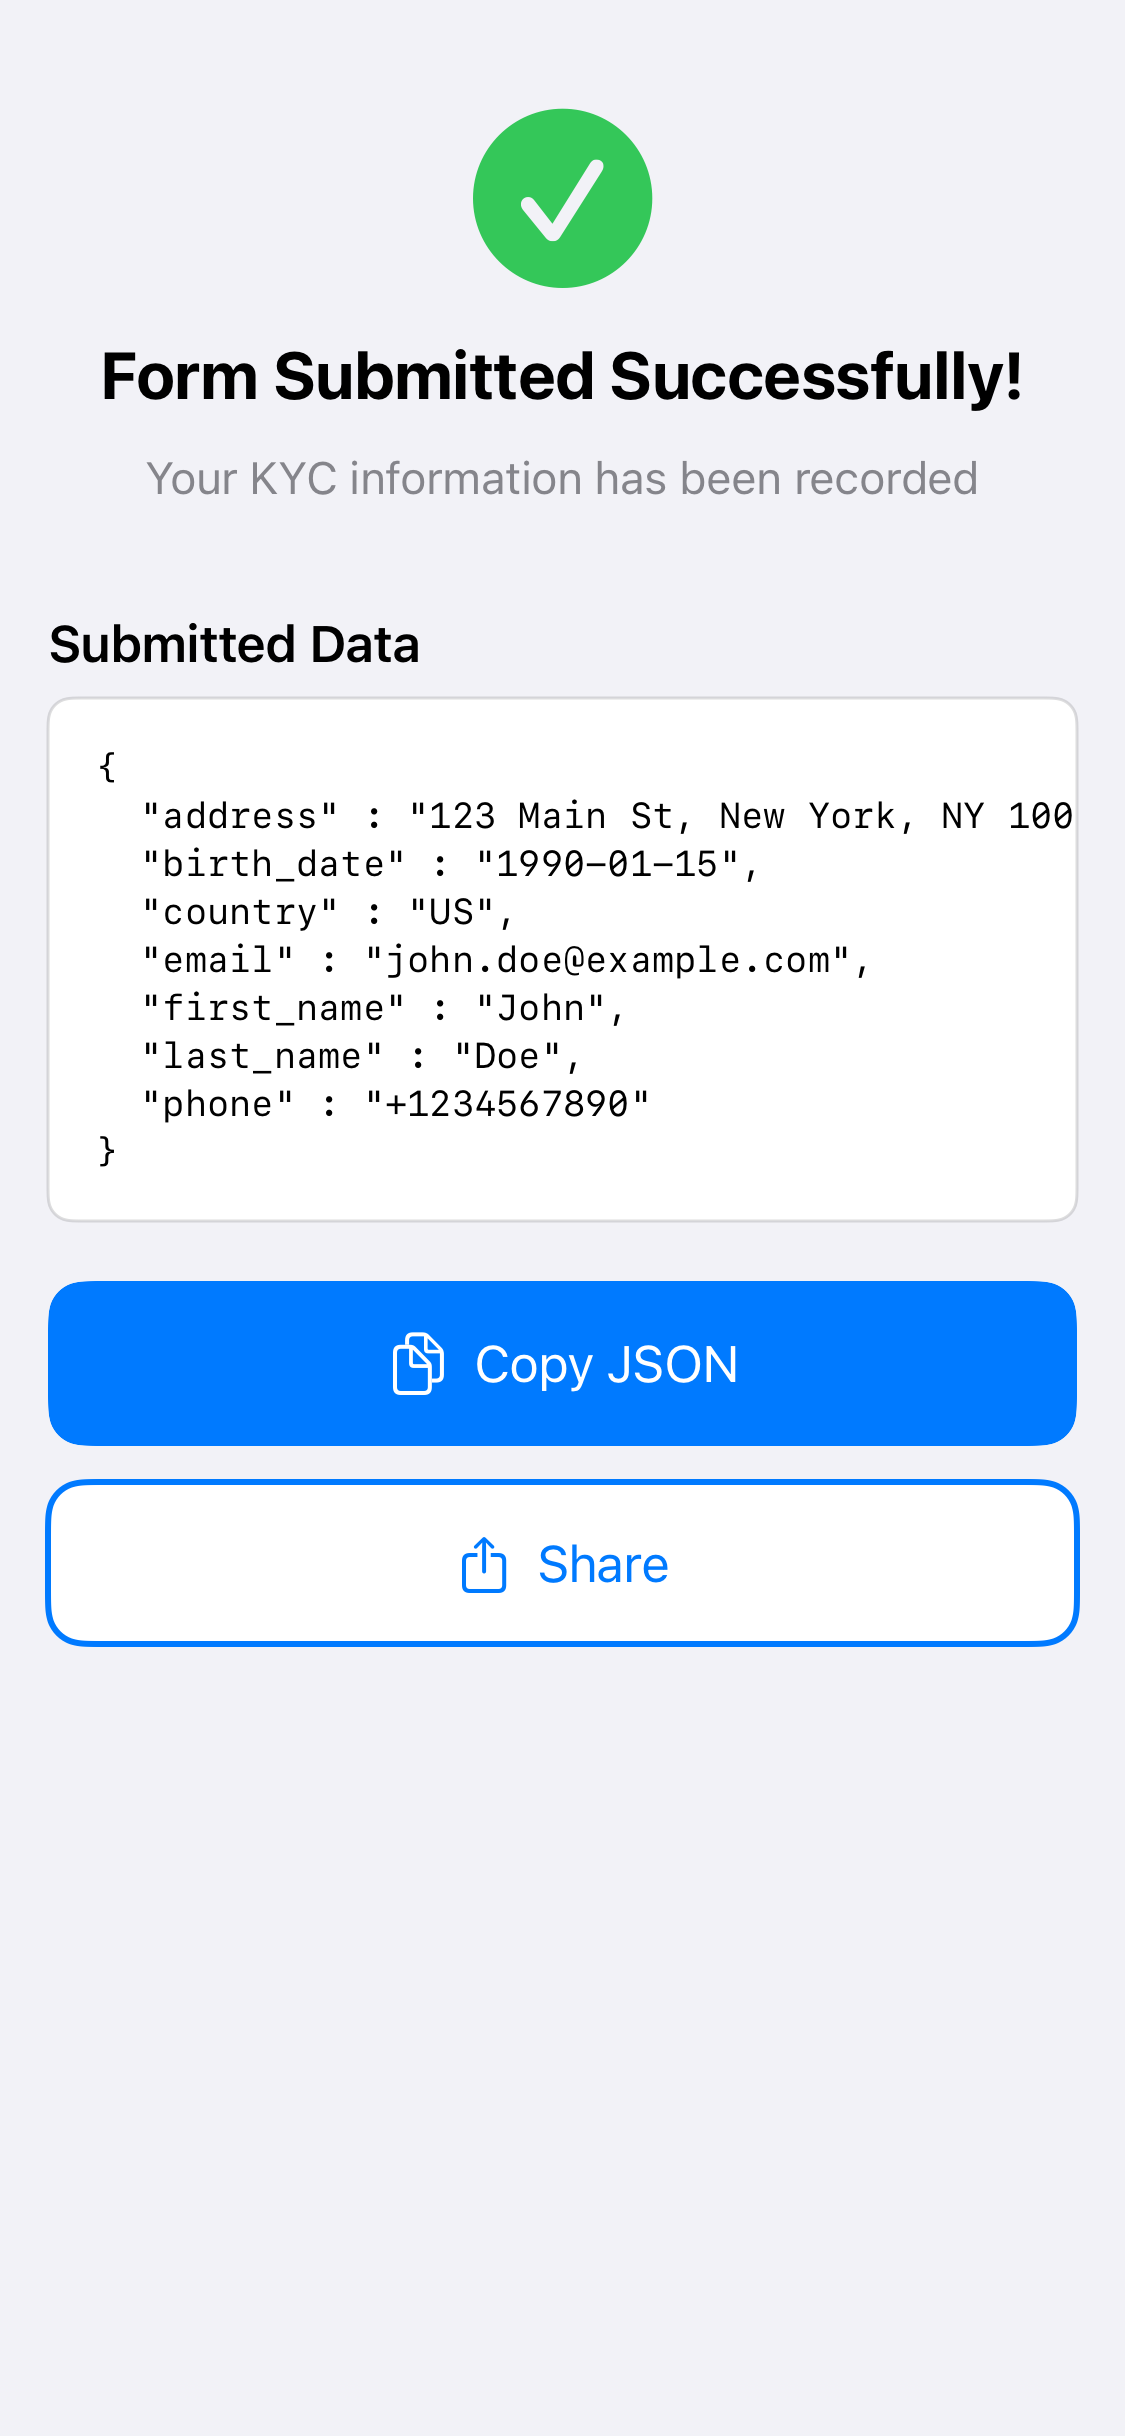 Form Submitted Successfully!
Your KYC information has been recorded
Submitted Data
{
  "address" : "123 Main St, New York, NY 100
  "birth_date" : "1990-01-15",
  "country" : "US",
  "email" : "john.doe@example.com",
  "first_name" : "John",
  "last_name" : "Doe",
  "phone" : "+1234567890"
}
Copy JSON
Share